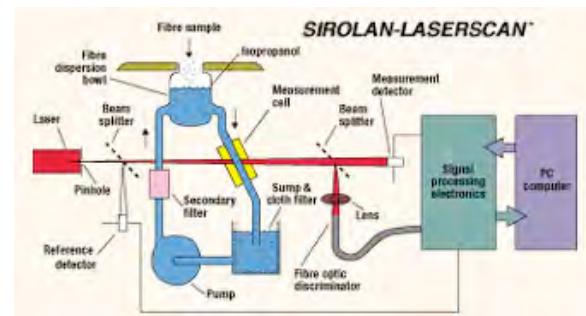 Fibre sample
SIROLAN-LASERSCAN™
Fibre
dispersion
bowl
Isopropanol
Measurement
cell
Measurement
detector
Beam
splitter
Beam
splitter
Laser
Pinhole
Signal
processing
electronics
PC
computer
Secondary
filter
Sump &
cloth filter
Lens
Reference
detector
Pump
Fibre optic
discriminator